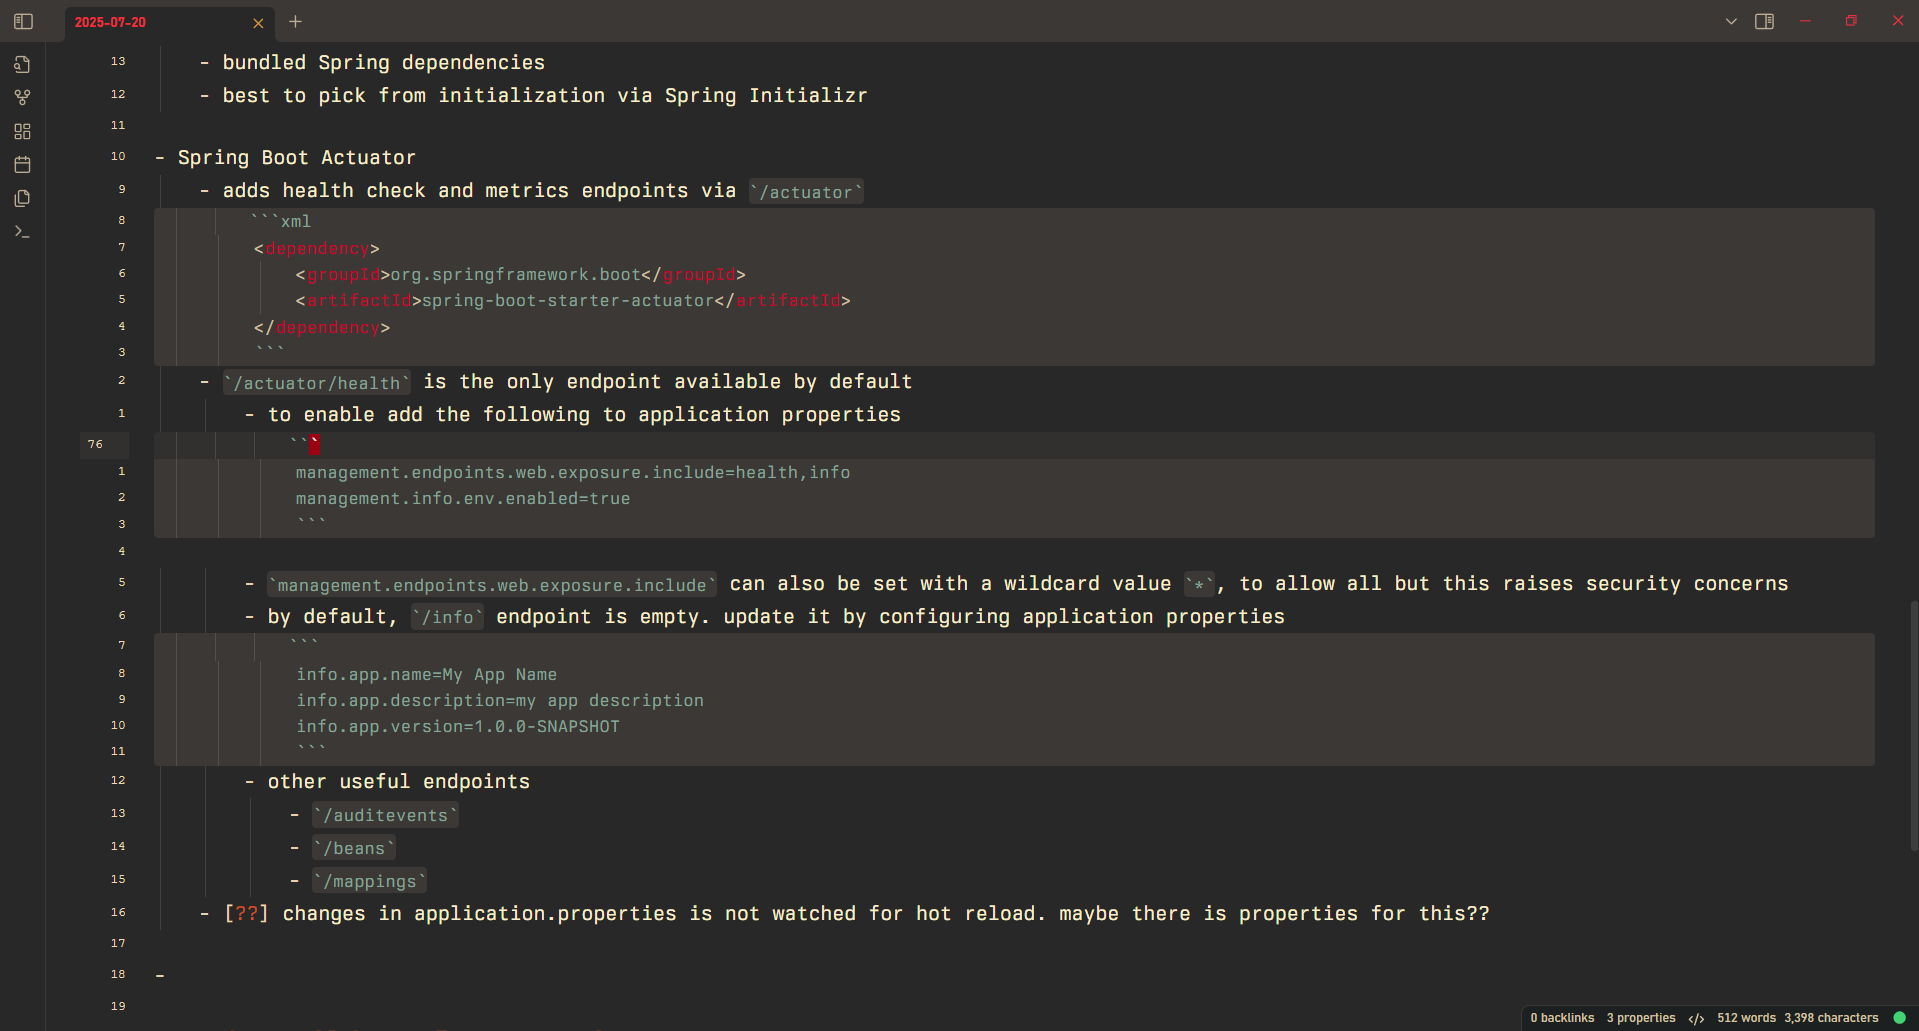 2025-07-20
13 - bundled Spring dependencies
12 - best to pick from initialization via Spring Initializr
11
10 - Spring Boot Actuator
9 - adds health check and metrics endpoints via `/actuator`
8 ```xml
7 <dependency>
6 <groupId>org.springframework.boot</groupId>
5 <artifactId>spring-boot-starter-actuator</artifactId>
4 </dependency>
3 ```
2 - `/actuator/health` is the only endpoint available by default
1 - to enable add the following to application properties
76 ```
1 management.endpoints.web.exposure.include=health,info
2 management.info.env.enabled=true
3 ```
4
5 - `management.endpoints.web.exposure.include` can also be set with a wildcard value `*`, to allow all but this raises security concerns
6 - by default, `/info` endpoint is empty. update it by configuring application properties
7 ```
8 info.app.name=My App Name
9 info.app.description=my app description
10 info.app.version=1.0.0-SNAPSHOT
11 ```
12 - other useful endpoints
13 - `/auditevents`
14 - `/beans`
15 - `/mappings`
16 - [??] changes in application.properties is not watched for hot reload. maybe there is properties for this??
17
18 -
19
0 backlinks 3 properties </> 512 words 3,398 characters